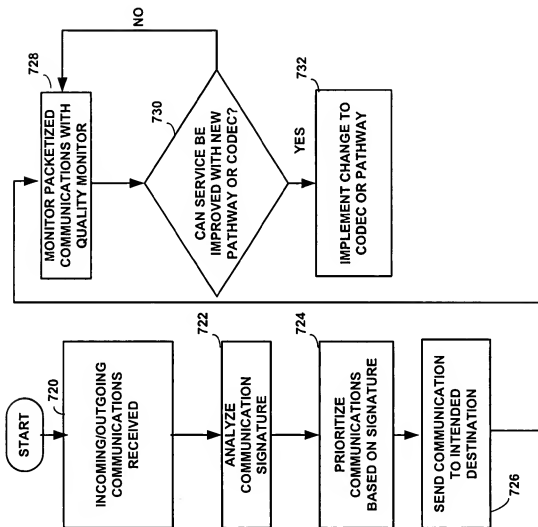 START
720
INCOMING/OUTGOING
COMMUNICATIONS
RECEIVED
722
ANALYZE
COMMUNICATION
SIGNATURE
724
PRIORITIZE
COMMUNICATIONS
BASED ON SIGNATURE
SEND COMMUNICATION
TO INTENDED
DESTINATION
726
728
MONITOR PACKETIZED
COMMUNICATIONS WITH
QUALITY MONITOR
NO
730
CAN SERVICE BE
IMPROVED WITH NEW
PATHWAY OR CODEC?
YES
732
IMPLEMENT CHANGE TO
CODEC OR PATHWAY